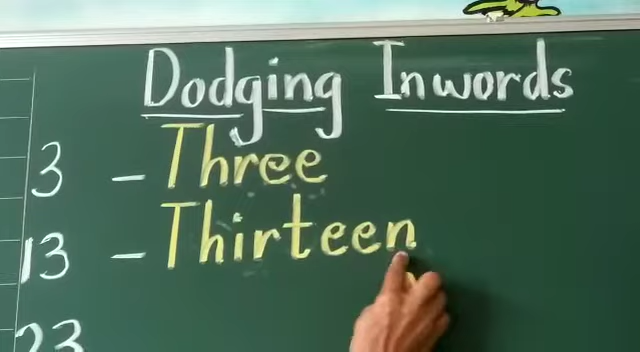 Dodging Inwords
3 - Three
13 - Thirteen
23